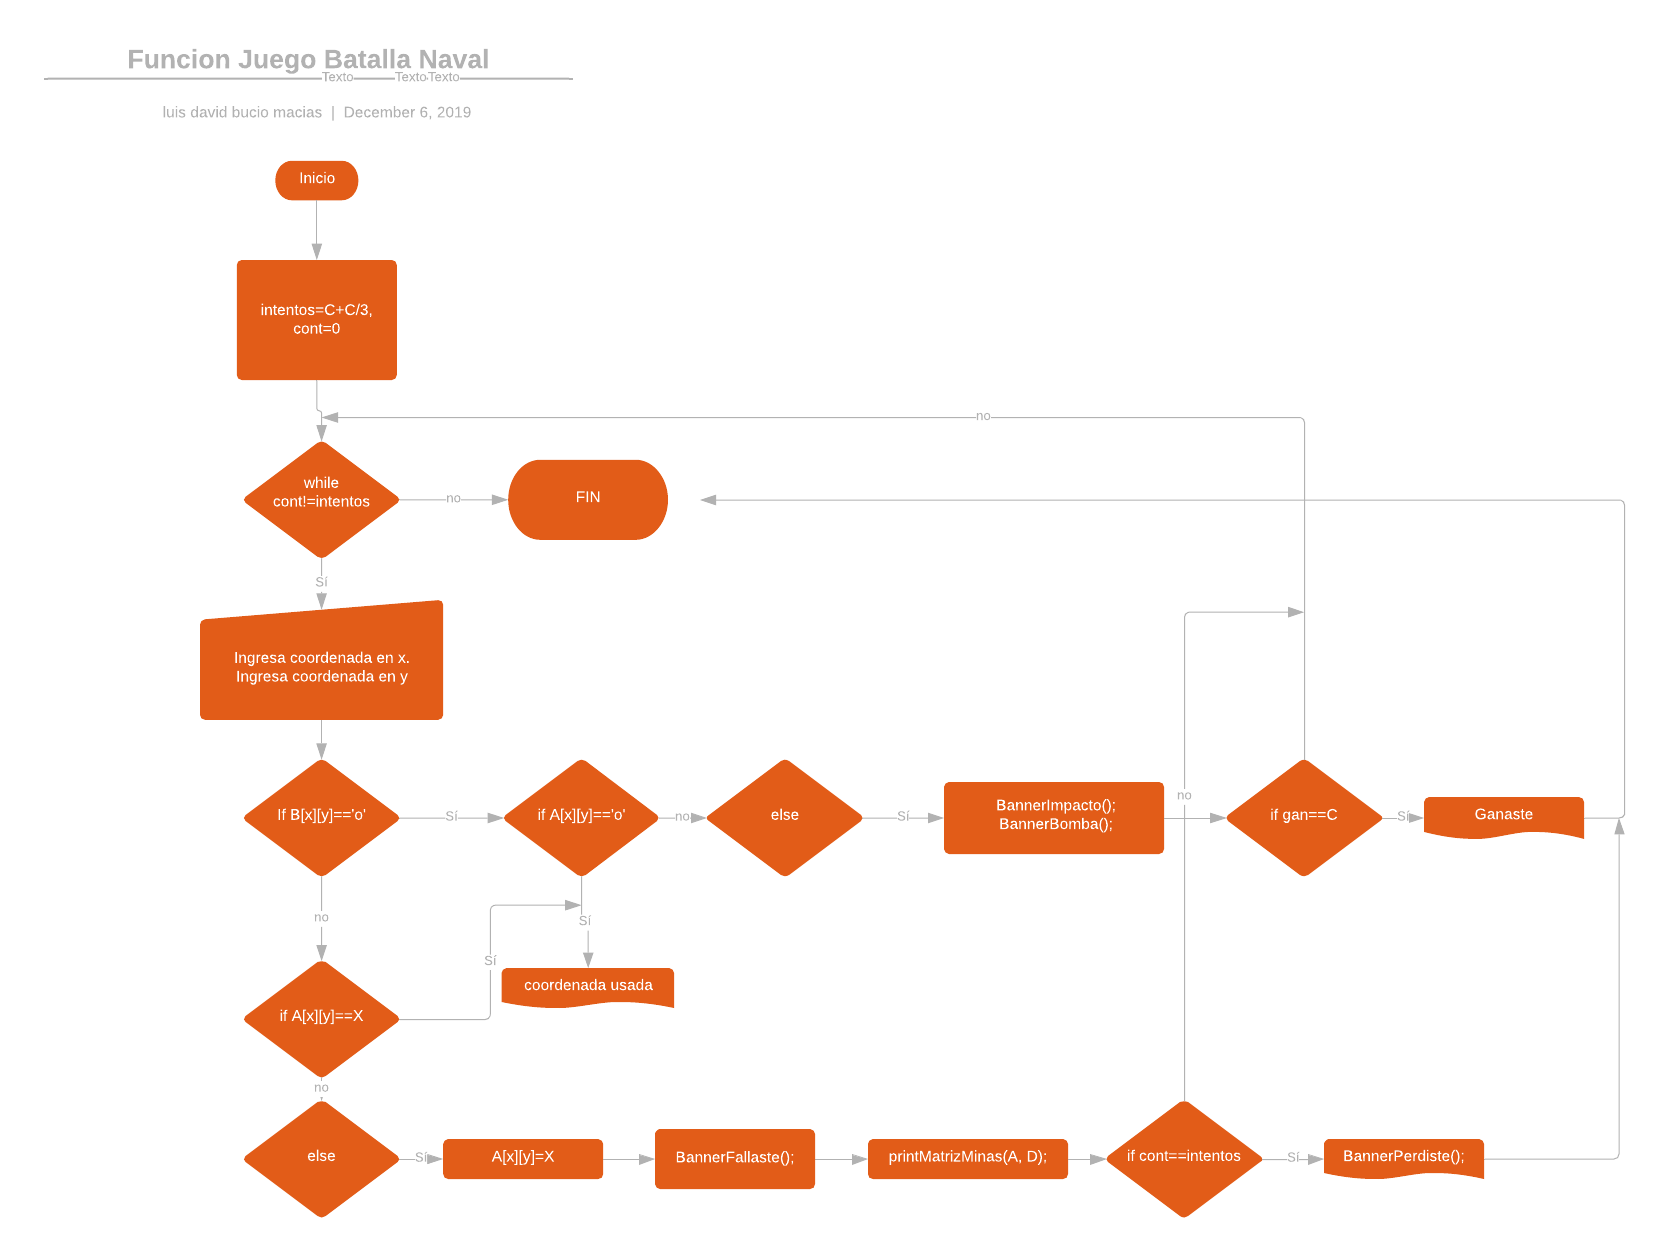 Funcion Juego Batalla Naval
Texto Texto Texto
luis david bucio macias | December 6, 2019
Inicio
intentos=C+C/3,
cont=0
no
while
cont!=intentos
no
FIN
Sí
Ingresa coordenada en x.
Ingresa coordenada en y
If B[x][y]=='o'
Sí
if A[x][y]=='o'
no
else
Sí
BannerImpacto();
BannerBomba();
no
if gan==C
Sí
Ganaste
no
Sí
Sí
coordenada usada
if A[x][y]==X
no
else
Sí
A[x][y]=X
BannerFallaste();
printMatrizMinas(A, D);
if cont==intentos
Sí
BannerPerdiste();